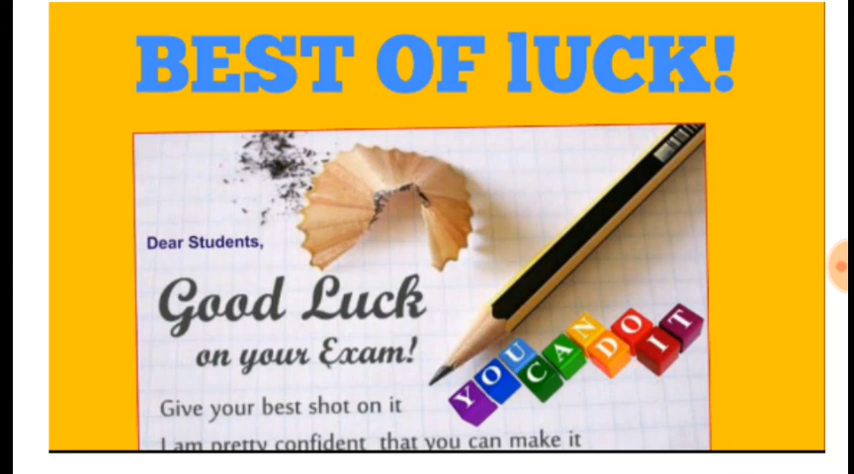 BEST OF lUCK!
Dear Students,
Good Luck
on your Exam!
YOU CAN DO IT
Give your best shot on it
I am pretty confident that you can make it